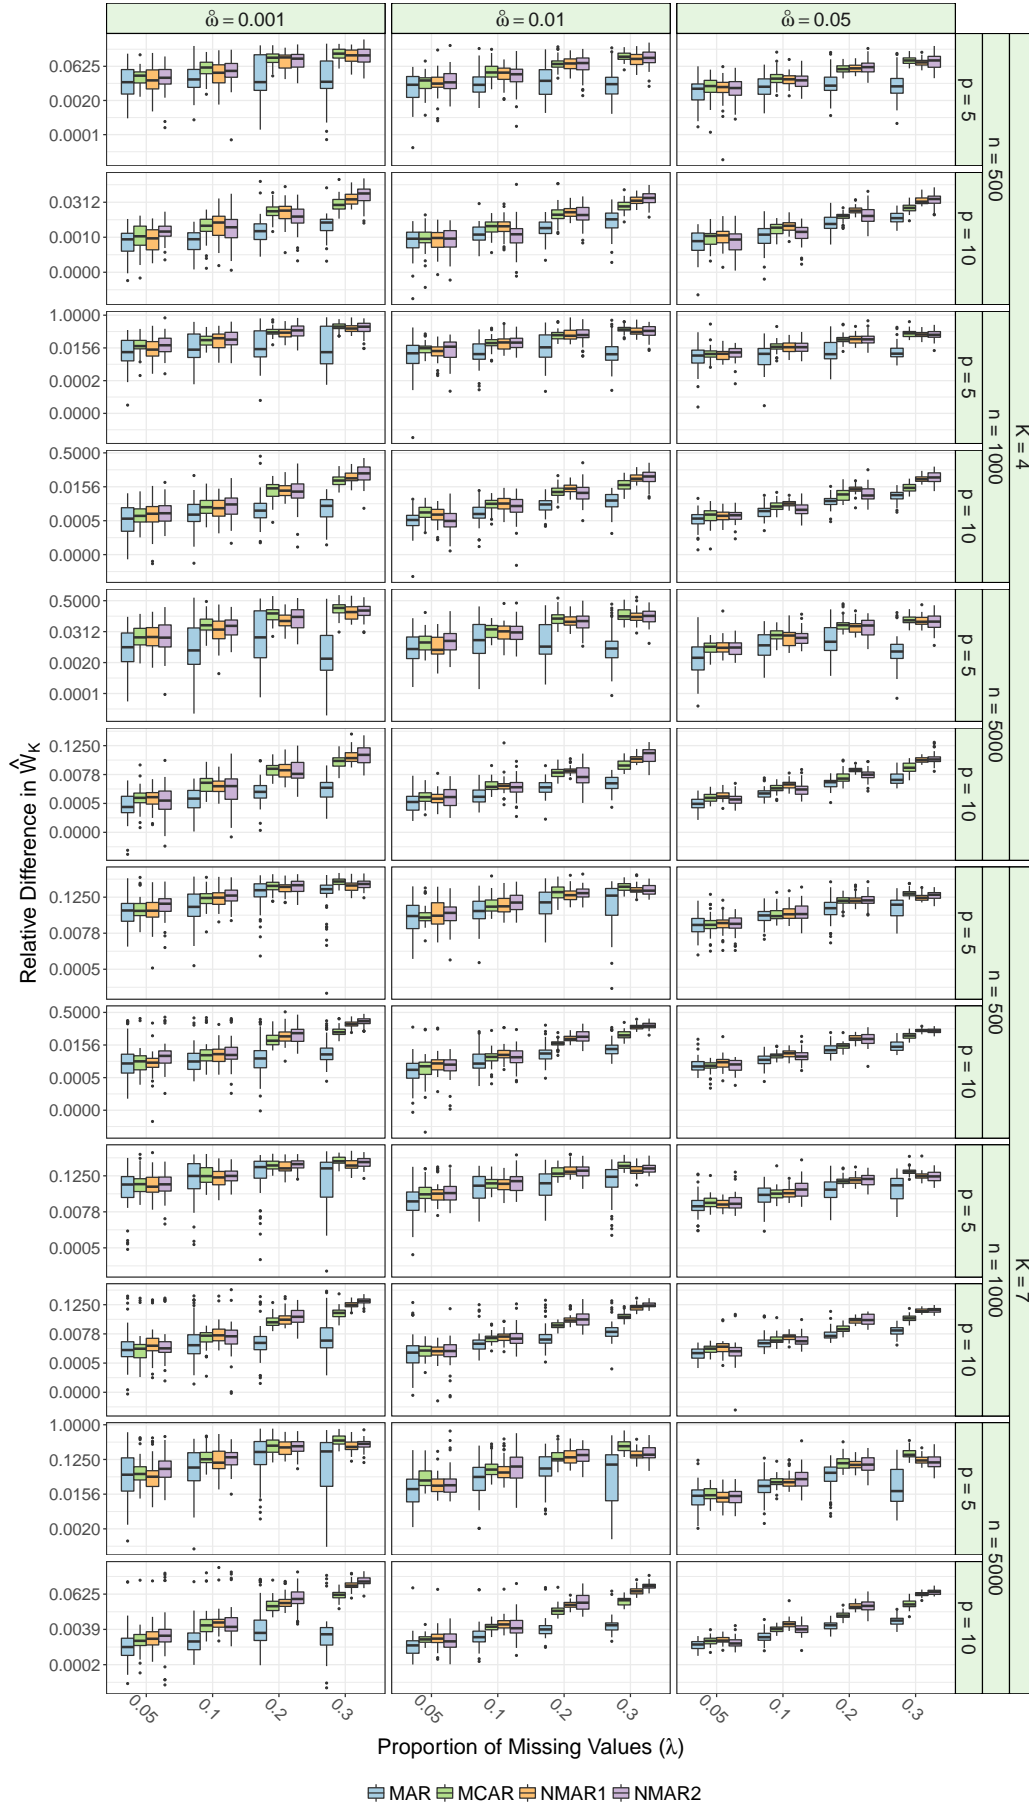 ω̊ = 0.001 ω̊ = 0.01 ω̊ = 0.05
0.0625
0.0020
0.0001
p = 5
n = 500
0.0312
0.0010
0.0000
p = 10
1.0000
0.0156
0.0002
0.0000
p = 5
n = 1000
K = 4
0.5000
0.0156
0.0005
0.0000
p = 10
0.5000
0.0312
0.0020
0.0001
p = 5
n = 5000
0.1250
0.0078
0.0005
0.0000
p = 10
Relative Difference in Ŵ_K
0.1250
0.0078
0.0005
p = 5
n = 500
0.5000
0.0156
0.0005
0.0000
p = 10
0.1250
0.0078
0.0005
p = 5
n = 1000
K = 7
0.1250
0.0078
0.0005
0.0000
p = 10
1.0000
0.1250
0.0156
0.0020
p = 5
n = 5000
0.0625
0.0039
0.0002
p = 10
0.05 0.1 0.2 0.3 0.05 0.1 0.2 0.3 0.05 0.1 0.2 0.3
Proportion of Missing Values (λ)
MAR MCAR NMAR1 NMAR2